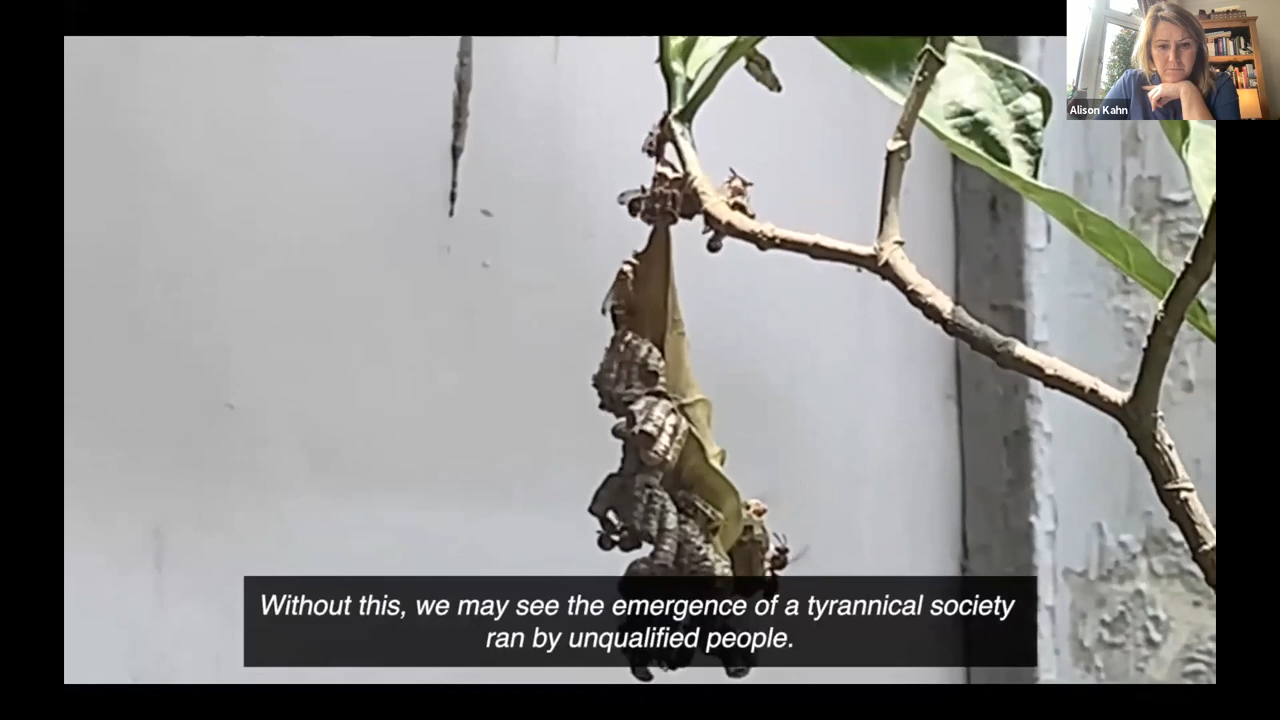 Alison Kahn
Without this, we may see the emergence of a tyrannical society
ran by unqualified people.